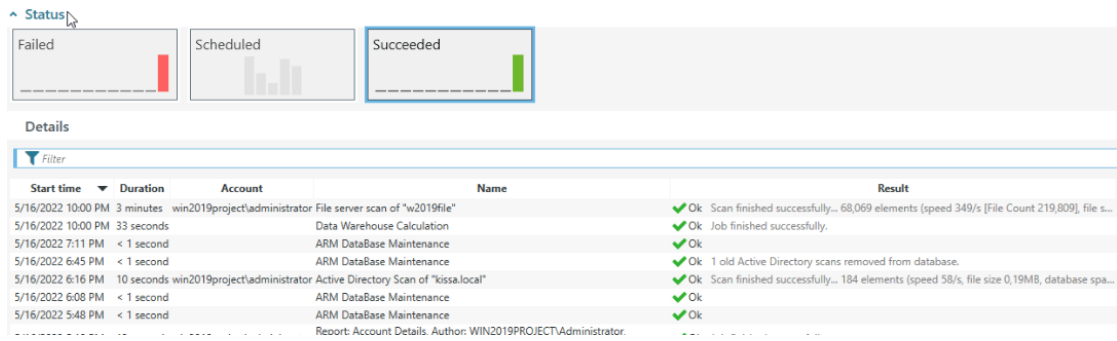 Status
Failed Scheduled Succeeded
Details
Filter
Start time Duration Account Name Result
5/16/2022 10:00 PM 3 minutes win2019project\administrator File server scan of "w2019file" Ok Scan finished successfully... 68,069 elements (speed 349/s [File Count 219,809], file s...
5/16/2022 10:00 PM 33 seconds Data Warehouse Calculation Ok Job finished successfully.
5/16/2022 7:11 PM < 1 second ARM DataBase Maintenance Ok
5/16/2022 6:45 PM < 1 second ARM DataBase Maintenance Ok 1 old Active Directory scans removed from database.
5/16/2022 6:16 PM 10 seconds win2019project\administrator Active Directory Scan of "kissa.local" Ok Scan finished successfully... 184 elements (speed 58/s, file size 0,19MB, database spa...
5/16/2022 6:08 PM < 1 second ARM DataBase Maintenance Ok
5/16/2022 5:48 PM < 1 second ARM DataBase Maintenance Ok
Report: Account Details, Author: WIN2019PROJECT\Administrator,